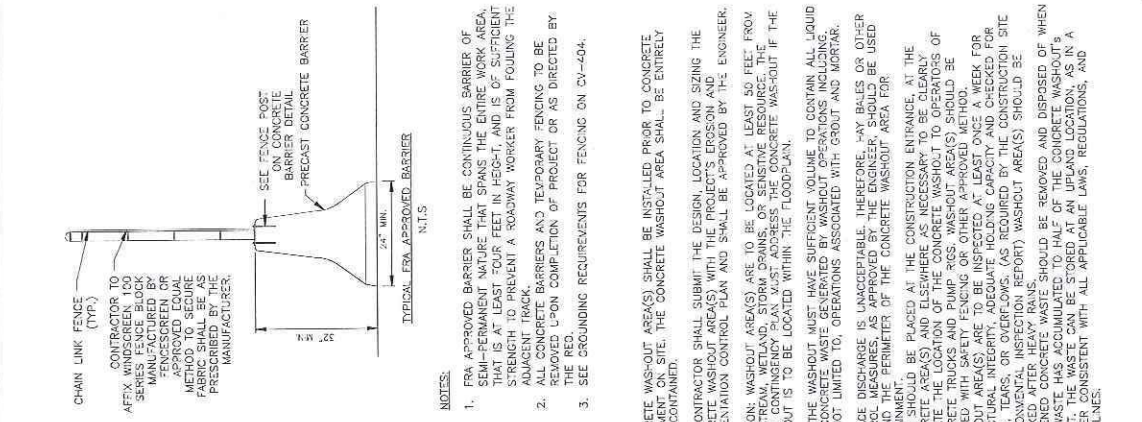 CHAIN LINK FENCE
(TYP.)
CONTRACTOR TO
AFFIX WINDSCREEN 100
SERIES FENCE BLOCK
MANUFACTURED BY
FENCESCREEN OR
APPROVED EQUAL
METHOD TO SECURE
FABRIC SHALL BE AS
PRESCRIBED BY THE
MANUFACTURER.
SEE FENCE POST
ON CONCRETE
BARRIER DETAIL
PRECAST CONCRETE BARRIER
32" MIN.
24" MIN.
TYPICAL FRA APPROVED BARRIER
N.T.S
NOTES:
1. FRA APPROVED BARRIER SHALL BE CONTINUOUS BARRIER OF
SEMI-PERMANENT NATURE THAT SPANS THE ENTIRE WORK AREA,
THAT IS AT LEAST FOUR FEET IN HEIGHT, AND IS OF SUFFICIENT
STRENGTH TO PREVENT A ROADWAY WORKER FROM FOULING THE
ADJACENT TRACK.
2. ALL CONCRETE BARRIERS AND TEMPORARY FENCING TO BE
REMOVED UPON COMPLETION OF PROJECT OR AS DIRECTED BY
THE REO.
3. SEE GROUNDING REQUIREMENTS FOR FENCING ON CV-404.
ETE WASHOUT AREA(S) SHALL BE INSTALLED PRIOR TO CONCRETE
MENT ON SITE. THE CONCRETE WASHOUT AREA SHALL BE ENTIRELY
CONTAINED.
ONTRACTOR SHALL SUBMIT THE DESIGN, LOCATION AND SIZING THE
RETE WASHOUT AREA(S) WITH THE PROJECT'S EROSION AND
ENTATION CONTROL PLAN AND SHALL BE APPROVED BY THE ENGINEER.
ON: WASHOUT AREA(S) ARE TO BE LOCATED AT LEAST 50 FEET FROM
TREAM, WETLAND, STORM DRAINS, OR SENSITIVE RESOURCE. THE
CONTINGENCY PLAN MUST ADDRESS THE CONCRETE WASHOUT IF THE
OUT IS TO BE LOCATED WITHIN THE FLOODPLAIN.
THE WASHOUT MUST HAVE SUFFICIENT VOLUME TO CONTAIN ALL LIQUID
CONCRETE WASTE GENERATED BY WASHOUT OPERATIONS INCLUDING,
OT LIMITED TO, OPERATIONS ASSOCIATED WITH GROUT AND MORTAR.
CE DISCHARGE IS UNACCEPTABLE. THEREFORE, HAY BALES OR OTHER
ROL MEASURES, AS APPROVED BY THE ENGINEER, SHOULD BE USED
ND THE PERIMETER OF THE CONCRETE WASHOUT AREA FOR
INMENT.
SHOULD BE PLACED AT THE CONSTRUCTION ENTRANCE, AT THE
RETE AREA(S) AND ELSEWHERE AS NECESSARY TO BE CLEARLY
TE THE LOCATION OF THE CONCRETE WASHOUT TO OPERATORS OF
RETE TRUCKS AND PUMP RIGS. WASHOUT AREA(S) SHOULD BE
ED WITH SAFETY FENCING OR OTHER APPROVED METHOD.
OUT AREA(S) ARE TO BE INSPECTED AT LEAST ONCE A WEEK FOR
TURAL INTEGRITY, ADEQUATE HOLDING CAPACITY AND CHECKED FOR
, TEARS, OR OVERFLOWS. (AS REQUIRED BY THE CONSTRUCTION SITE
ONMENTAL INSPECTION REPORT) WASHOUT AREA(S) SHOULD BE
KED AFTER HEAVY RAINS.
ENED CONCRETE WASTE SHOULD BE REMOVED AND DISPOSED OF WHEN
WASTE HAS ACCUMULATED TO HALF OF THE CONCRETE WASHOUT'S
T. THE WASTE CAN BE STORED AT AN UPLAND LOCATION, AS IN A
ER CONSISTENT WITH ALL APPLICABLE LAWS, REGULATIONS, AND
LINES.